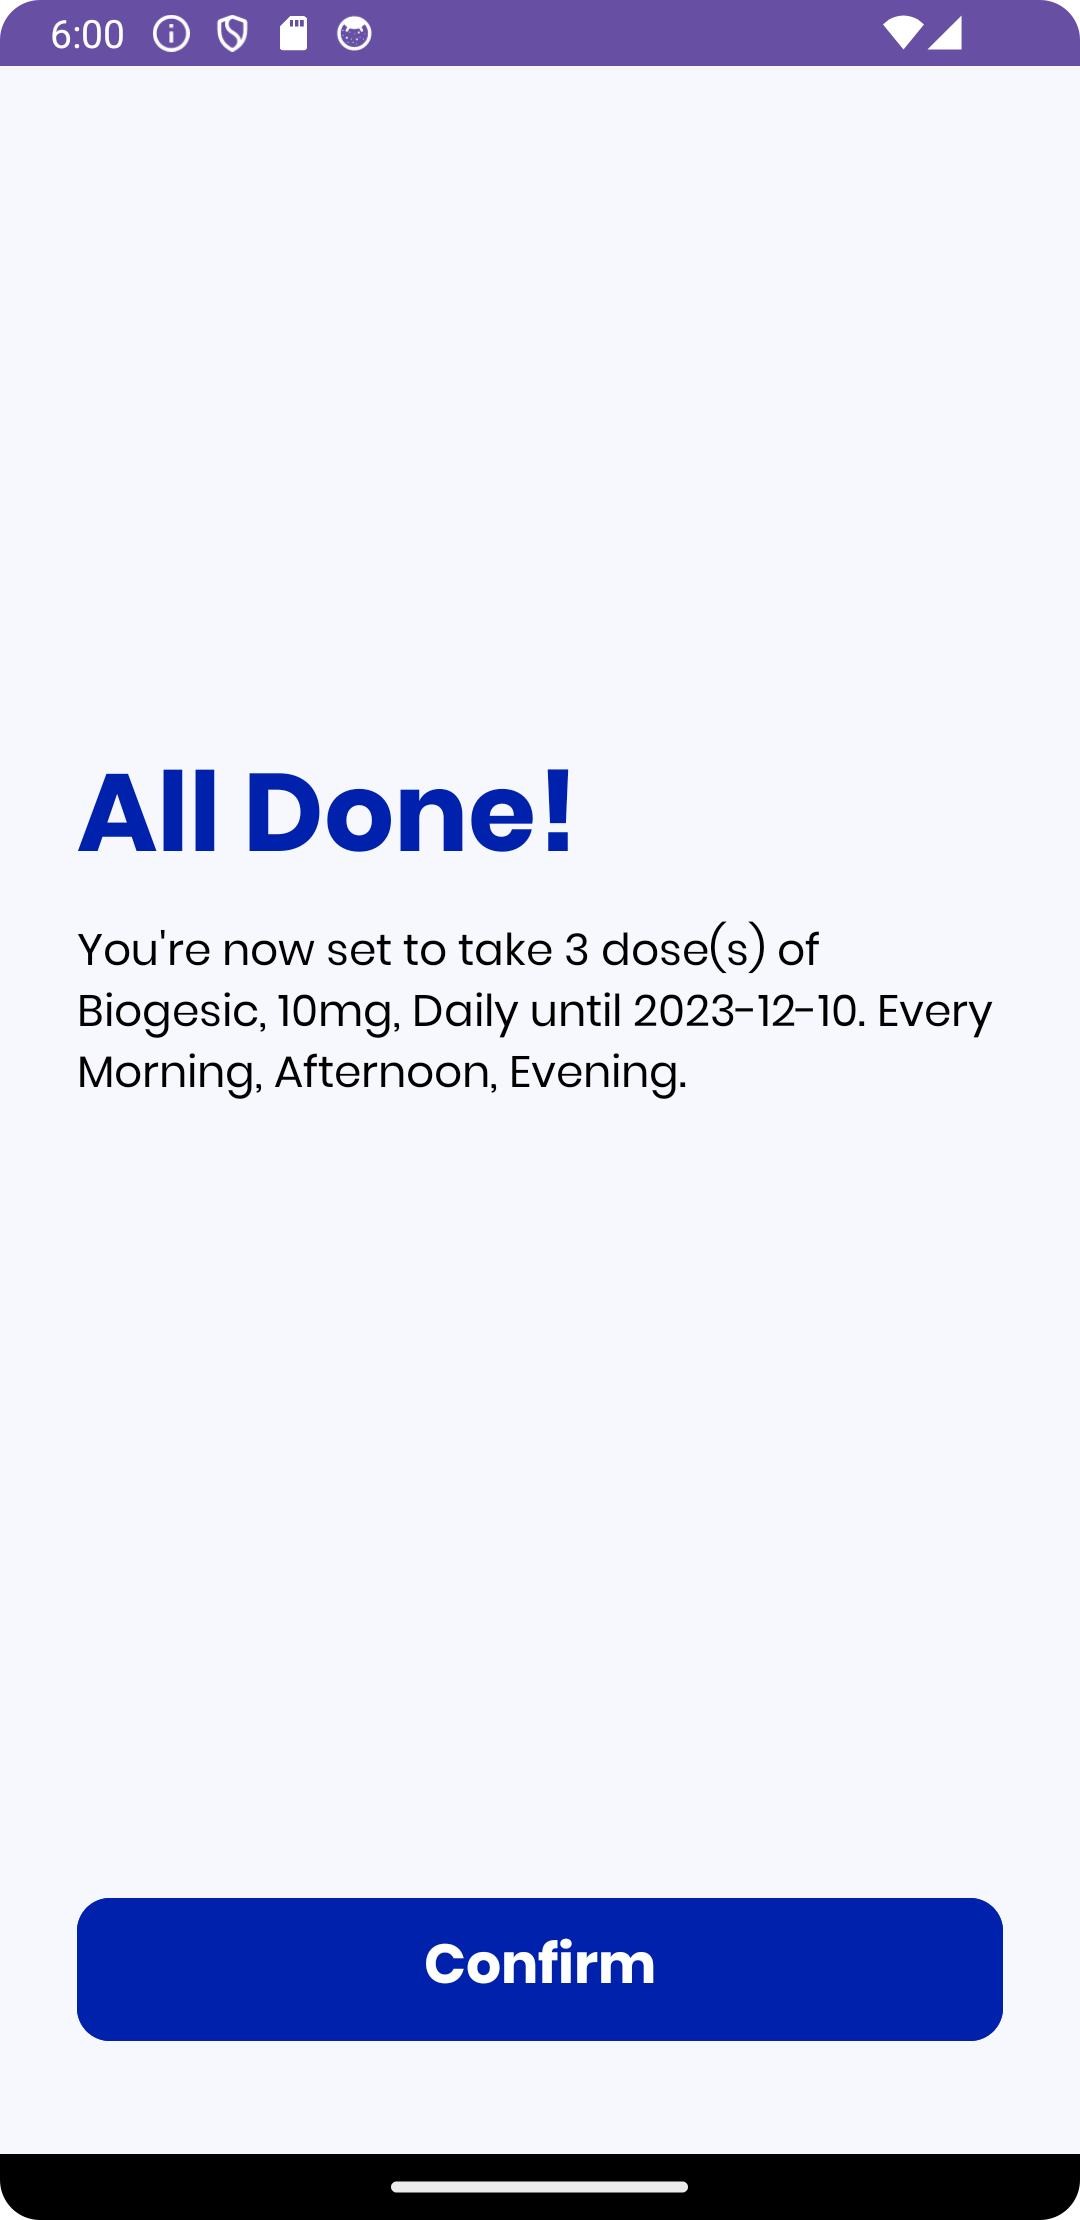 6:00
All Done!
You're now set to take 3 dose(s) of
Biogesic, 10mg, Daily until 2023-12-10. Every
Morning, Afternoon, Evening.
Confirm